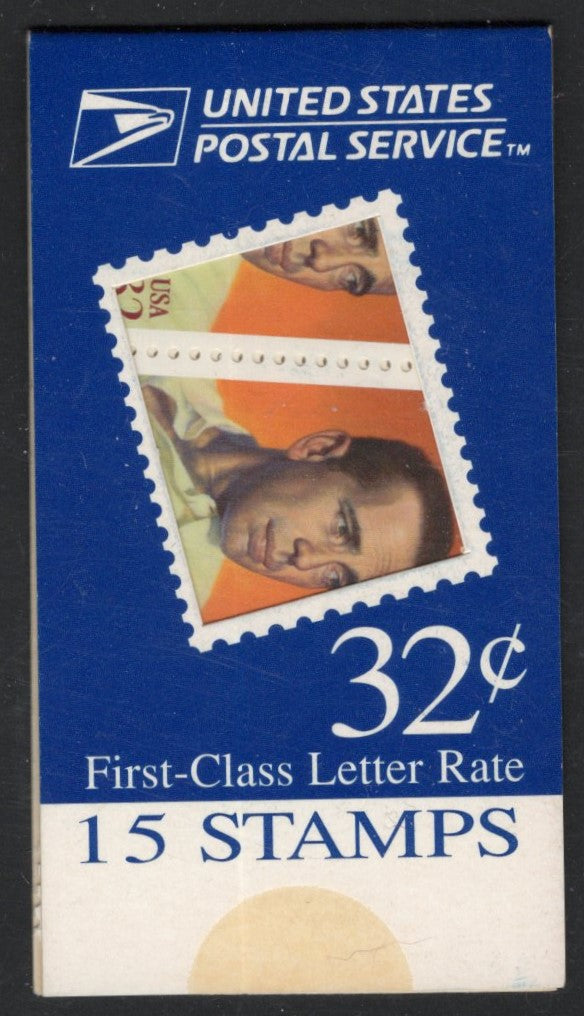 UNITED STATES
POSTAL SERVICE™
USA
32¢
First-Class Letter Rate
15 STAMPS